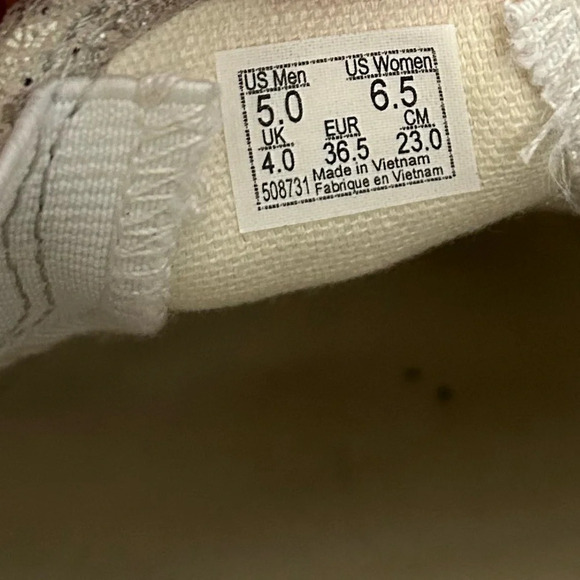 US Men US Women
5.0 6.5
UK EUR CM
4.0 36.5 23.0
508731 Made in Vietnam
Fabrique en Vietnam